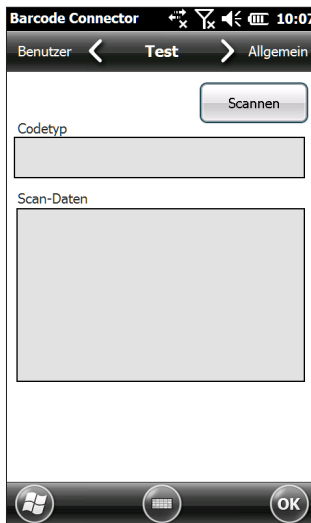 Barcode Connector 10:07
Benutzer Test Allgemein
Scannen
Codetyp
Scan-Daten
OK